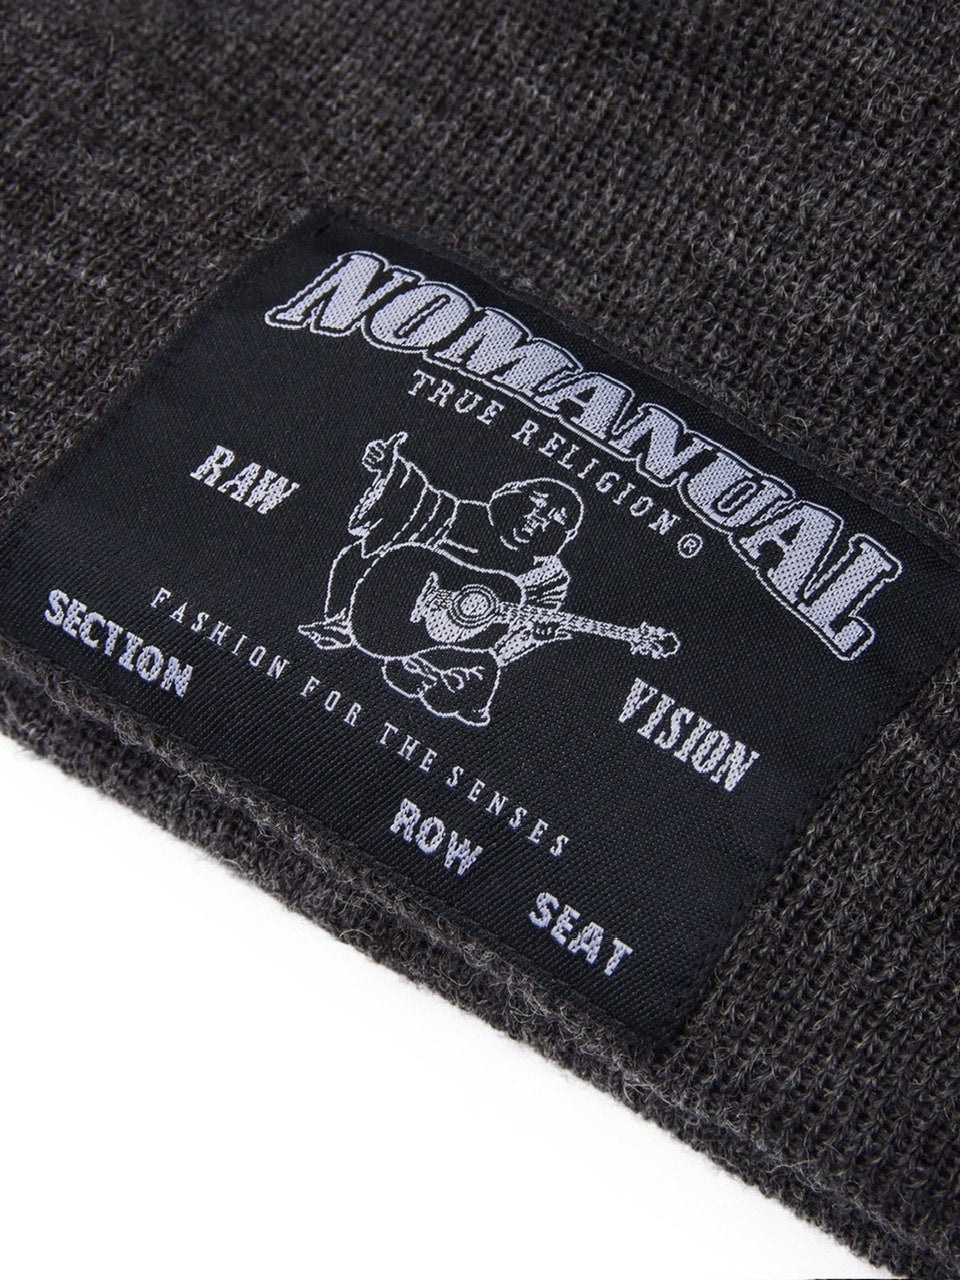 NOMANUAL
TRUE RELIGION®
RAW
VISION
FASHION FOR THE SENSES
SECTION
ROW
SEAT